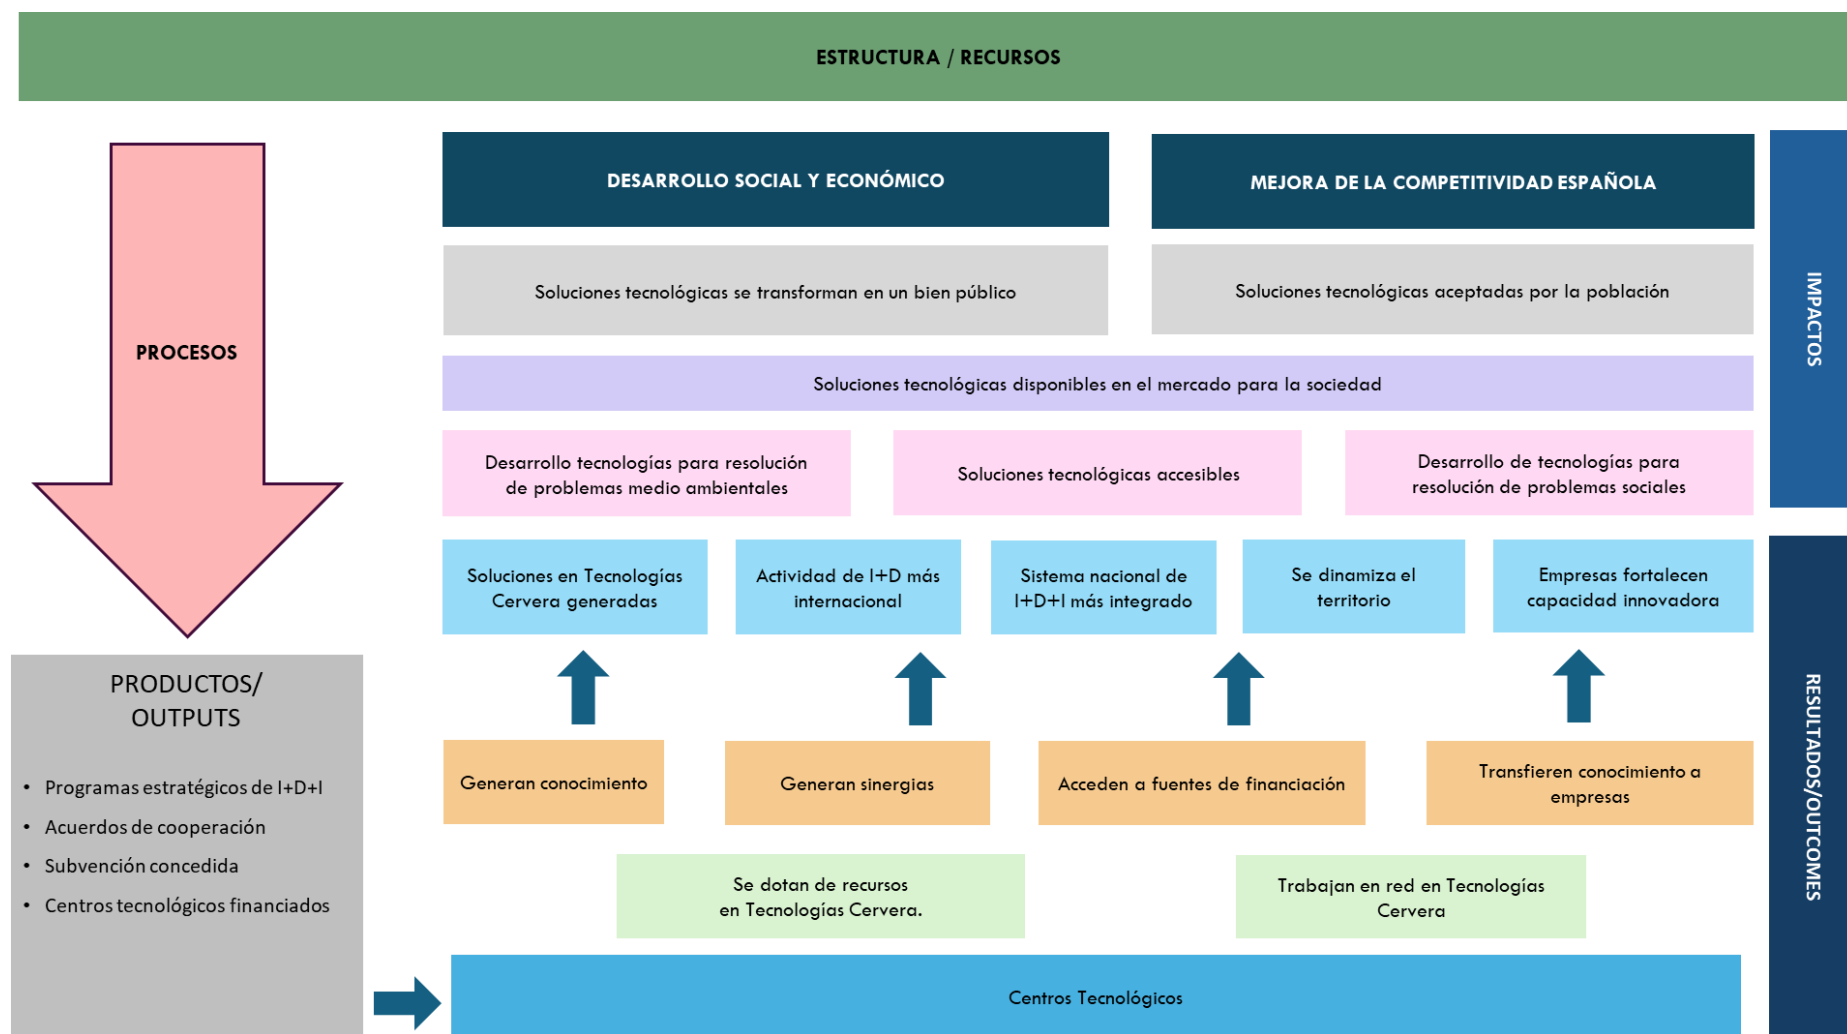 ESTRUCTURA / RECURSOS
PROCESOS
PRODUCTOS/
OUTPUTS
• Programas estratégicos de I+D+I
• Acuerdos de cooperación
• Subvención concedida
• Centros tecnológicos financiados
DESARROLLO SOCIAL Y ECONÓMICO
MEJORA DE LA COMPETITIVIDAD ESPAÑOLA
Soluciones tecnológicas se transforman en un bien público
Soluciones tecnológicas aceptadas por la población
Soluciones tecnológicas disponibles en el mercado para la sociedad
Desarrollo tecnologías para resolución
de problemas medio ambientales
Soluciones tecnológicas accesibles
Desarrollo de tecnologías para
resolución de problemas sociales
IMPACTOS
Soluciones en Tecnologías
Cervera generadas
Actividad de I+D más
internacional
Sistema nacional de
I+D+I más integrado
Se dinamiza el
territorio
Empresas fortalecen
capacidad innovadora
Generan conocimiento
Generan sinergias
Acceden a fuentes de financiación
Transfieren conocimiento a
empresas
Se dotan de recursos
en Tecnologías Cervera.
Trabajan en red en Tecnologías
Cervera
Centros Tecnológicos
RESULTADOS/OUTCOMES